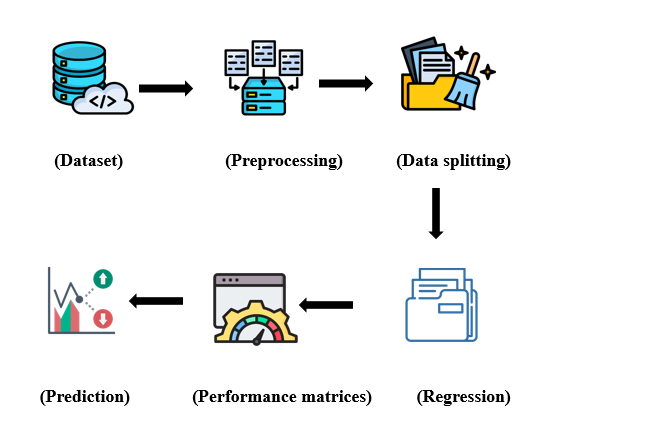 </>
(Dataset)
(Preprocessing)
(Data splitting)
(Prediction)
(Performance matrices)
(Regression)